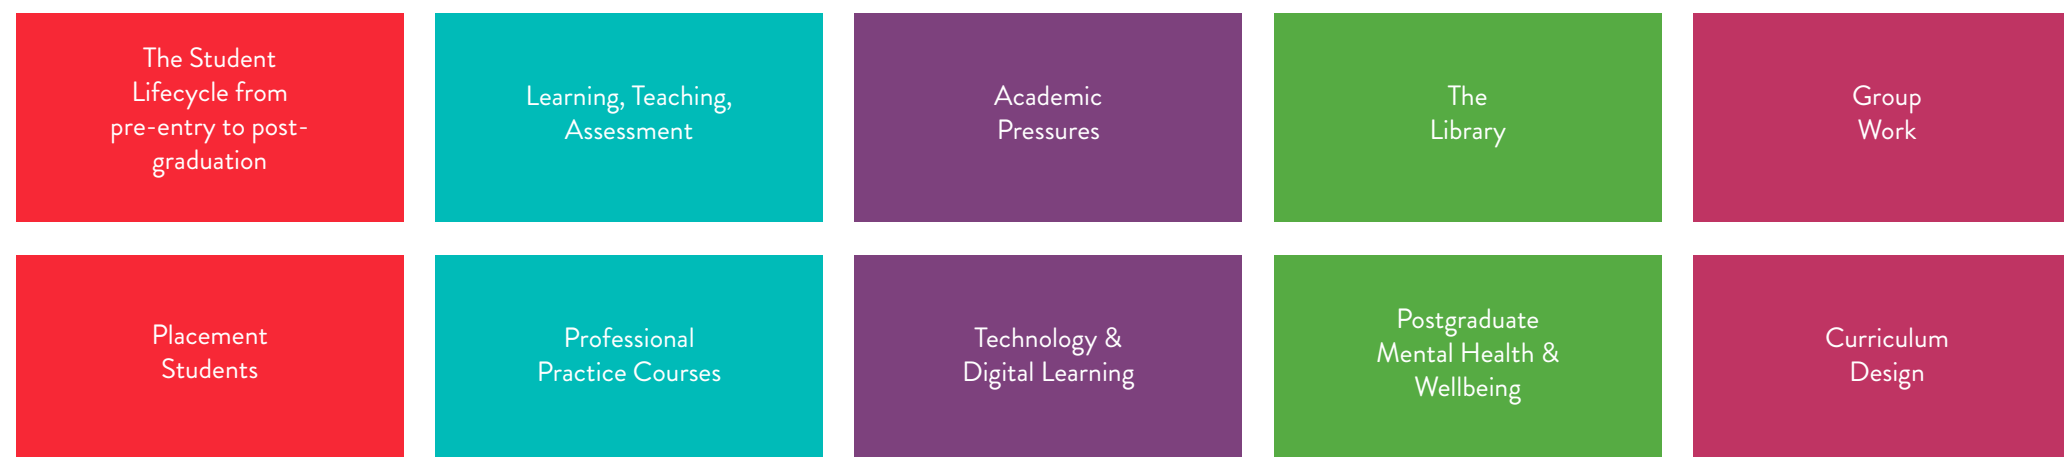 The Student
Lifecycle from
pre-entry to post-
graduation
Learning, Teaching,
Assessment
Academic
Pressures
The
Library
Group
Work
Placement
Students
Professional
Practice Courses
Technology &
Digital Learning
Postgraduate
Mental Health &
Wellbeing
Curriculum
Design